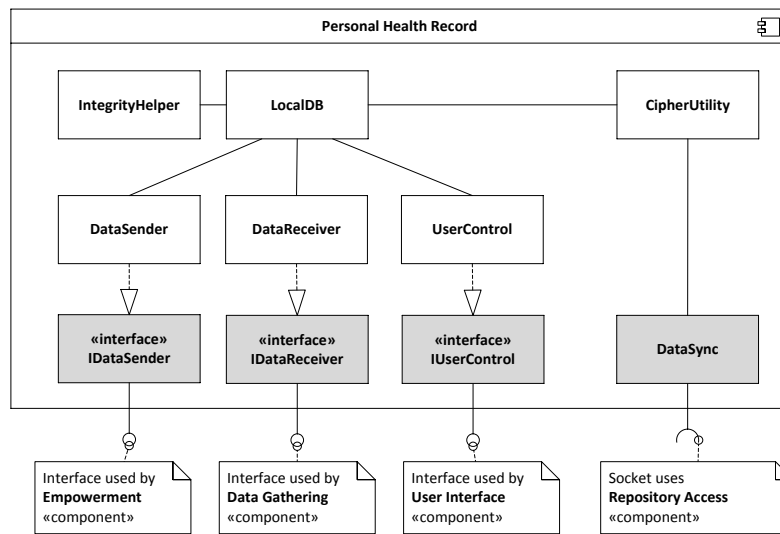 Personal Health Record
IntegrityHelper
LocalDB
CipherUtility
DataSender
DataReceiver
UserControl
«interface»
IDataSender
«interface»
IDataReceiver
«interface»
IUserControl
DataSync
Interface used by
Empowerment
«component»
Interface used by
Data Gathering
«component»
Interface used by
User Interface
«component»
Socket uses
Repository Access
«component»